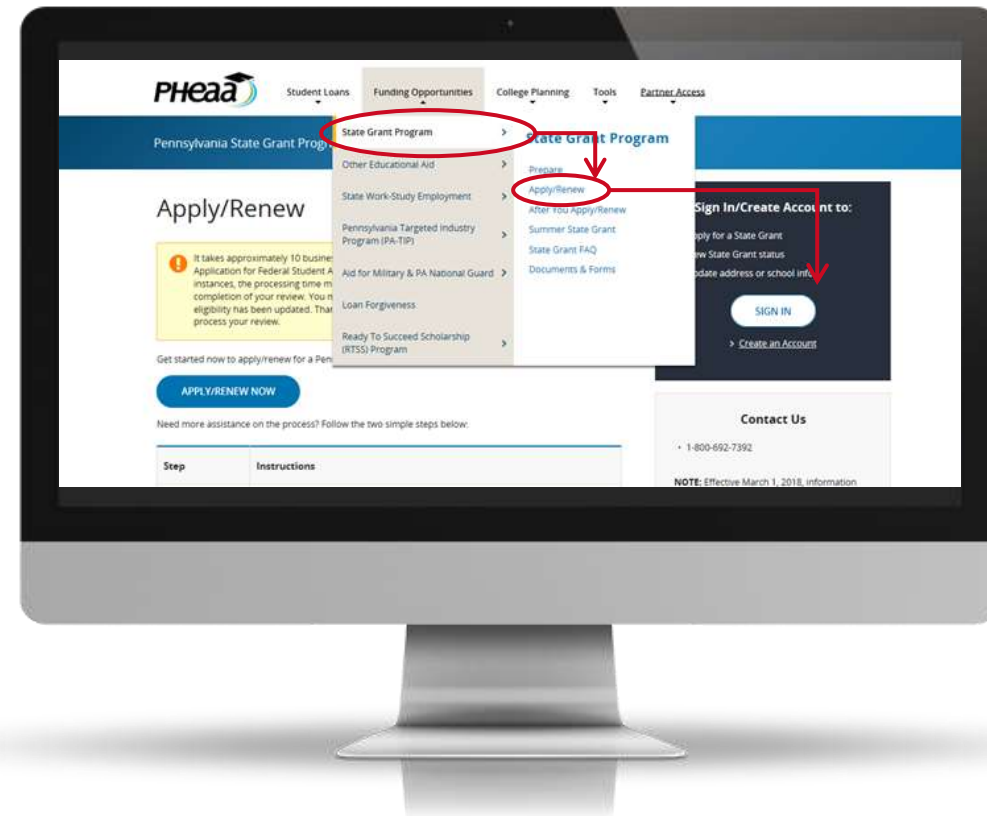 PHEAA
Student Loans Funding Opportunities College Planning Tools Partner Access
Pennsylvania State Grant Prog
State Grant Program
Other Educational Aid
State Work-Study Employment
Pennsylvania Targeted Industry
Program (PA-TIP)
Aid for Military & PA National Guard
Loan Forgiveness
Ready To Succeed Scholarship
(RTSS) Program
State Grant Program
Prepare
Apply/Renew
After You Apply/Renew
Summer State Grant
State Grant FAQ
Documents & Forms
Apply/Renew
It takes approximately 10 busine
Application for Federal Student A
instances, the processing time m
completion of your review. You
eligibility has been updated. Than
process your review.
Get started now to apply/renew for a Pen
APPLY/RENEW NOW
Need more assistance on the process? Follow the two simple steps below:
Step Instructions
Sign In/Create Account to:
pply for a State Grant
ew State Grant status
pdate address or school info
SIGN IN
> Create an Account
Contact Us
• 1-800-692-7392
NOTE: Effective March 1, 2018, information